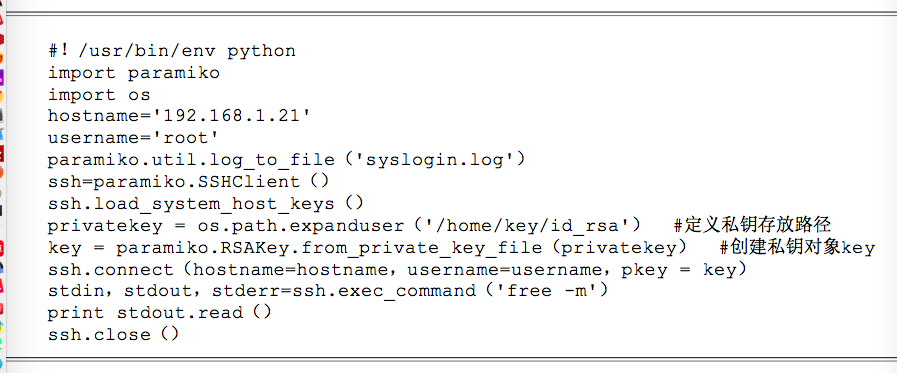 #! /usr/bin/env python
import paramiko
import os
hostname='192.168.1.21'
username='root'
paramiko.util.log_to_file ('syslogin.log')
ssh=paramiko.SSHClient ()
ssh.load_system_host_keys ()
privatekey = os.path.expanduser ('/home/key/id_rsa') #定义私钥存放路径
key = paramiko.RSAKey.from_private_key_file (privatekey) #创建私钥对象key
ssh.connect (hostname=hostname, username=username, pkey = key)
stdin, stdout, stderr=ssh.exec_command ('free -m')
print stdout.read ()
ssh.close ()